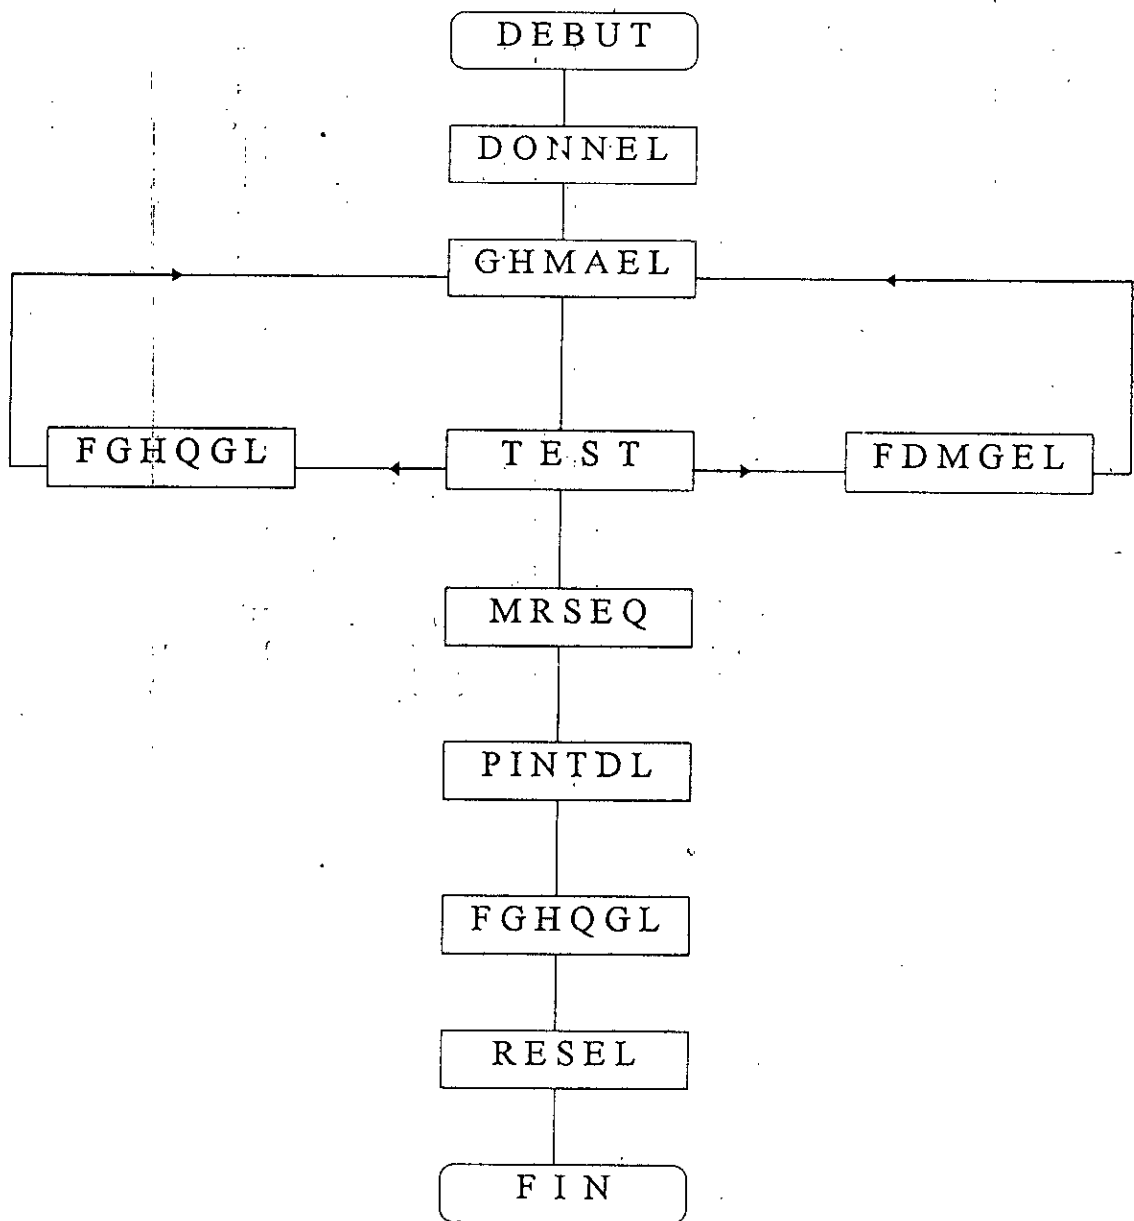 DEBUT
DONNEL
GHMAEL
FGHQGL
TEST
FDMGEL
MRSEQ
PINTDL
FGHQGL
RESEL
FIN